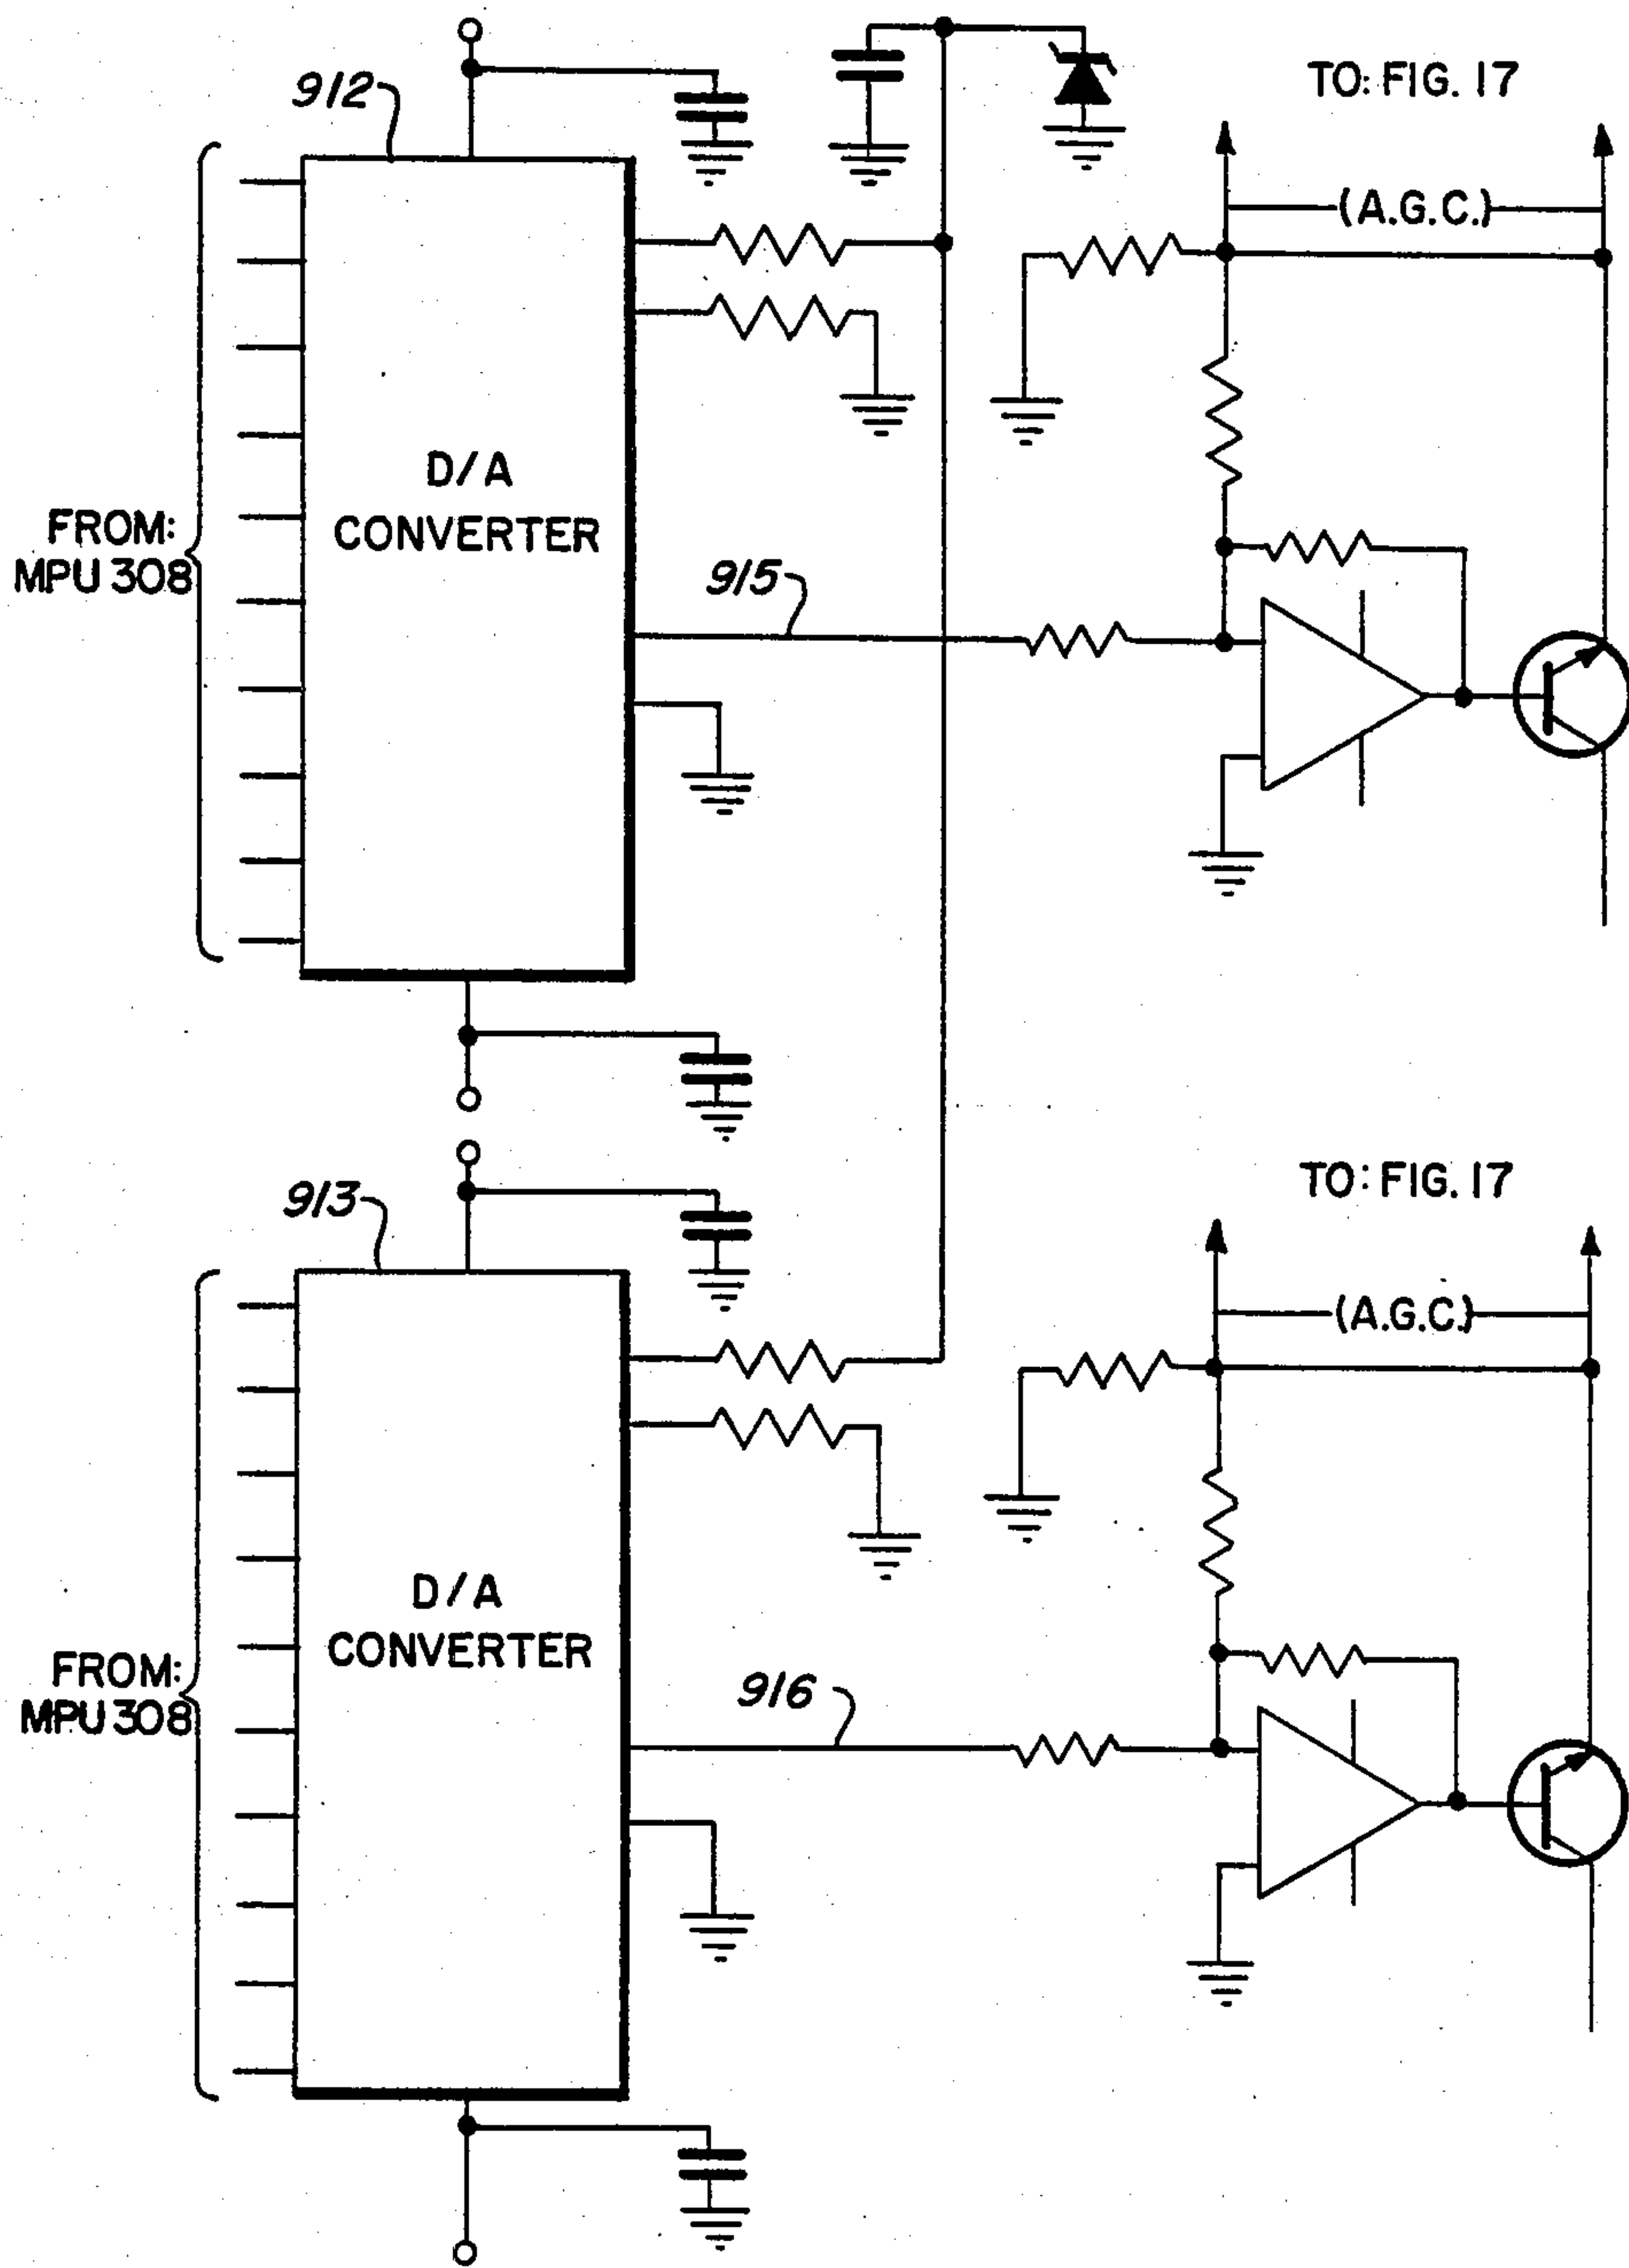 912
TO: FIG. 17
(A.G.C.)
D/A
CONVERTER
FROM:
MPU 308
915
TO: FIG. 17
913
(A.G.C.)
D/A
CONVERTER
FROM:
MPU 308
916